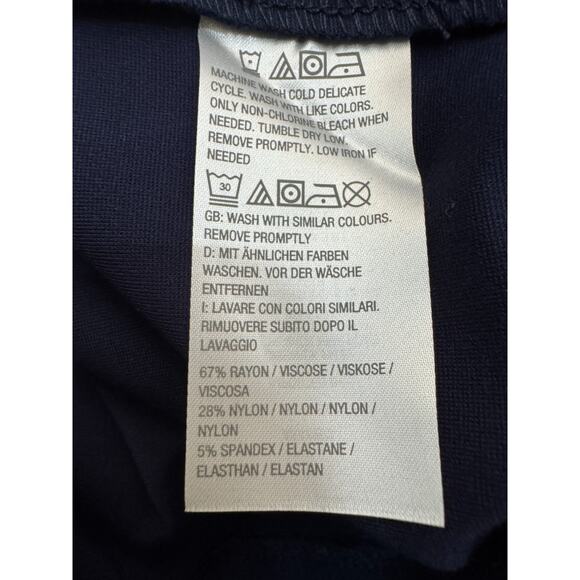 MACHINE WASH COLD DELICATE
CYCLE. WASH WITH LIKE COLORS.
ONLY NON-CHLORINE BLEACH WHEN
NEEDED. TUMBLE DRY LOW.
REMOVE PROMPTLY. LOW IRON IF
NEEDED
30
GB: WASH WITH SIMILAR COLOURS.
REMOVE PROMPTLY
D: MIT ÄHNLICHEN FARBEN
WASCHEN. VOR DER WÄSCHE
ENTFERNEN
I: LAVARE CON COLORI SIMILARI.
RIMUOVERE SUBITO DOPO IL
LAVAGGIO
67% RAYON / VISCOSE / VISKOSE /
VISCOSA
28% NYLON / NYLON / NYLON /
NYLON
5% SPANDEX / ELASTANE /
ELASTHAN / ELASTAN